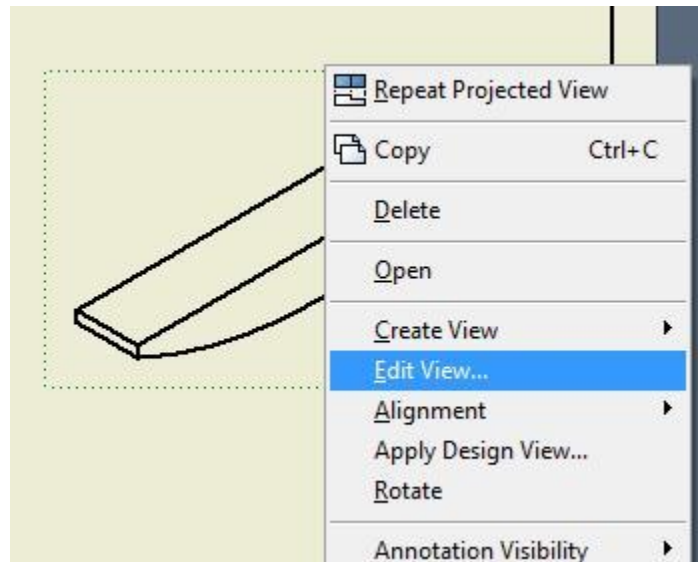 Repeat Projected View
Copy Ctrl+C
Delete
Open
Create View
Edit View...
Alignment
Apply Design View...
Rotate
Annotation Visibility